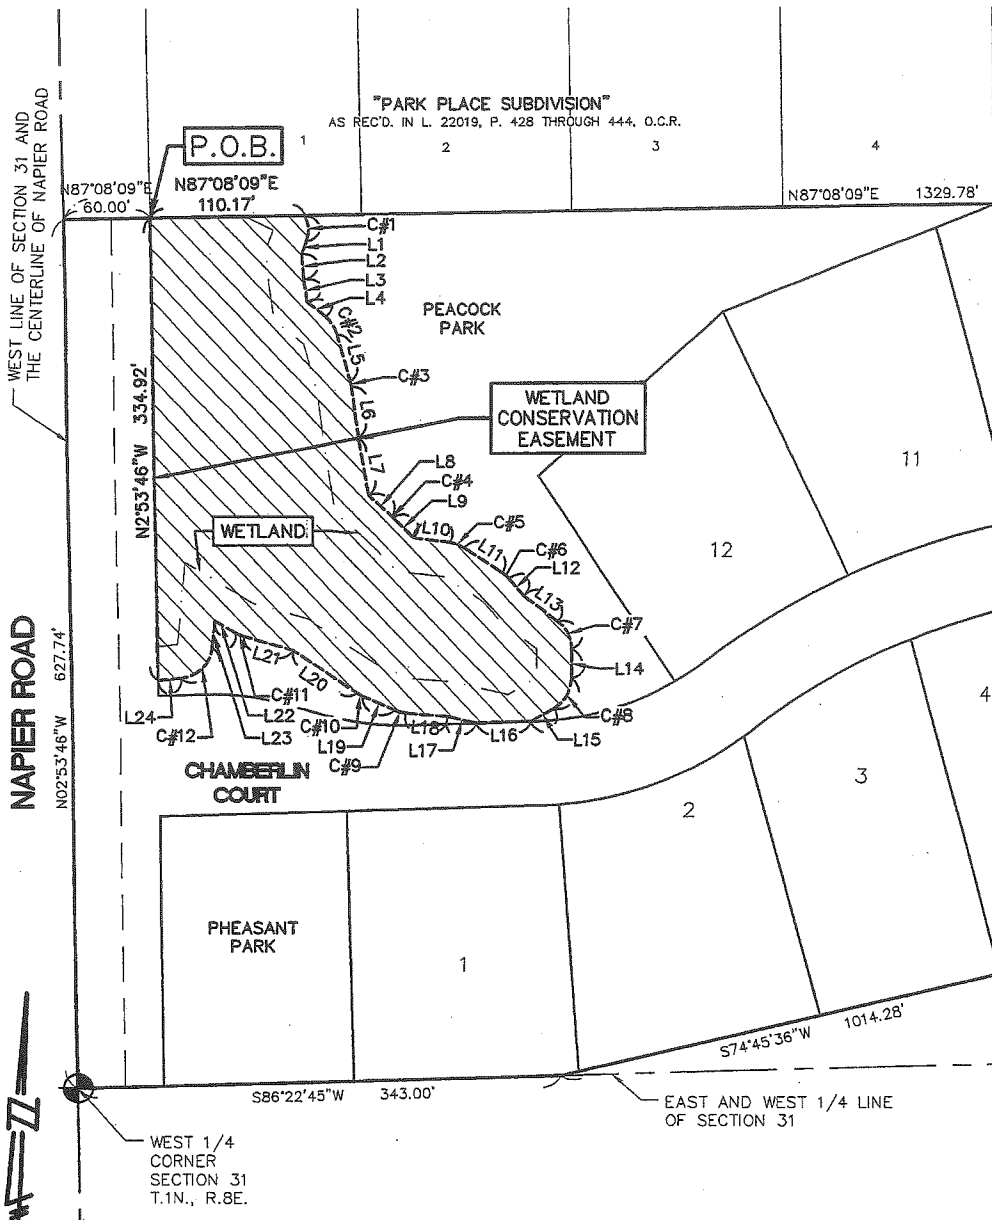 "PARK PLACE SUBDIVISION"
AS REC'D. IN L. 22019, P. 428 THROUGH 444, O.C.R.
1
2
3
4
P.O.B.
N87°08'09"E
60.00'
N87°08'09"E
110.17'
N87°08'09"E 1329.78'
WEST LINE OF SECTION 31 AND
THE CENTERLINE OF NAPIER ROAD
C#1
L1
L2
L3
L4
C#2
L5
C#3
L6
L7
PEACOCK
PARK
WETLAND
CONSERVATION
EASEMENT
N2°53'46"W 334.92'
WETLAND
L8
C#4
L9
L10
C#5
L11
C#6
L12
L13
C#7
L14
C#8
L15
L16
L17
L18
C#9
L19
C#10
L20
L21
C#11
L22
L23
C#12
L24
11
12
NAPIER ROAD
N02°53'46"W 627.74'
CHAMBERLIN
COURT
PHEASANT
PARK
1
2
3
4
S86°22'45"W 343.00'
S74°45'36"W 1014.28'
EAST AND WEST 1/4 LINE
OF SECTION 31
WEST 1/4
CORNER
SECTION 31
T.1N., R.8E.
Z